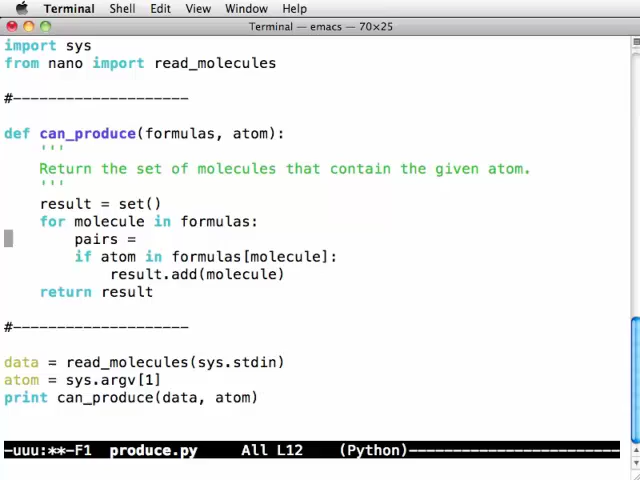 Terminal Shell Edit View Window Help
Terminal — emacs — 70×25
import sys
from nano import read_molecules
#--------------------
def can_produce(formulas, atom):
    '''
    Return the set of molecules that contain the given atom.
    '''
    result = set()
    for molecule in formulas:
        pairs =
        if atom in formulas[molecule]:
            result.add(molecule)
    return result
#--------------------
data = read_molecules(sys.stdin)
atom = sys.argv[1]
print can_produce(data, atom)
-uuu:**-F1  produce.py     All L12    (Python)------------------------